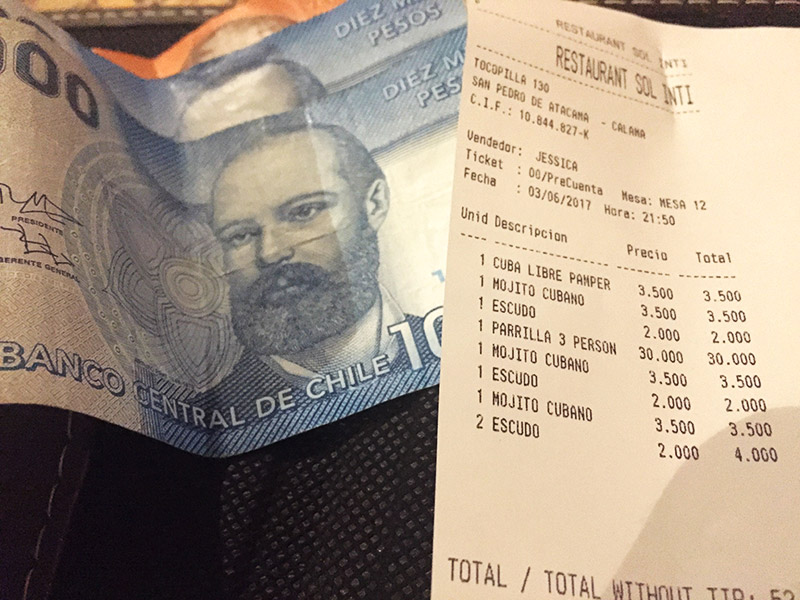 000
DIEZ M
PESOS
DIEZ M
PES
PRESIDENTE
GERENTE GENERAL
BANCO CENTRAL DE CHILE
10
RESTAURANT SOL INTI
RESTAURANT SOL INTI
TOCOPILLA 130
SAN PEDRO DE ATACAMA - CALAMA
C.I.F.: 10.844.827-K
Vendedor: JESSICA
Ticket : 00/PreCuenta Mesa: MESA 12
Fecha : 03/06/2017 Hora: 21:50
Unid Descripcion Precio Total
1 CUBA LIBRE PAMPER 3.500 3.500
1 MOJITO CUBANO 3.500 3.500
1 ESCUDO 2.000 2.000
1 PARRILLA 3 PERSON 30.000 30.000
1 MOJITO CUBANO 3.500 3.500
1 ESCUDO 2.000 2.000
1 MOJITO CUBANO 3.500 3.500
2 ESCUDO 2.000 4.000
TOTAL / TOTAL WITHOUT TIP: 52